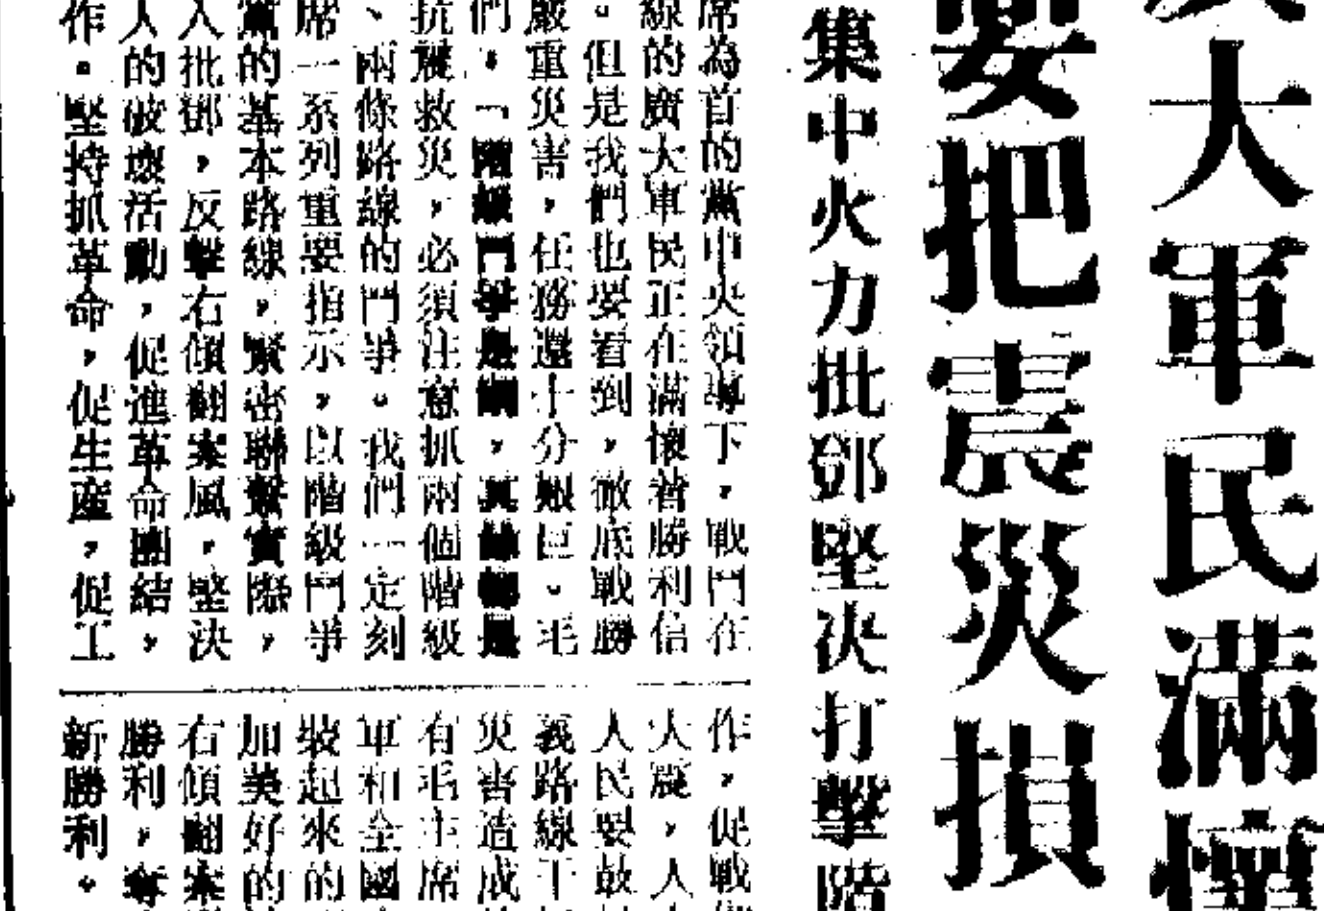 大軍民滿懷
要把震災損
集中火力批鄧堅決打擊階
席為首的黨中央領導下，戰鬥在
線的廣大軍民正在滿懷着勝利信
。但是我們也要看到，徹底戰勝
嚴重災害，任務還十分艱巨。毛
們，「階級鬥爭是綱，其餘都是
抗震救災，必須注意抓兩個階級
、兩條路線的鬥爭。我們一定刻
席一系列重要指示，以階級鬥爭
黨的基本路線，緊密聯繫實際，
入批鄧，反擊右傾翻案風，堅決
人的破壞活動，促進革命團結，
作。堅持抓革命，促生產，促工
作，促戰備
大震，人
人民要鼓
義路線干
災害造成
有毛主席
軍和全國
裝起來的
加美好的
右傾翻案
勝利，奪
新勝利。